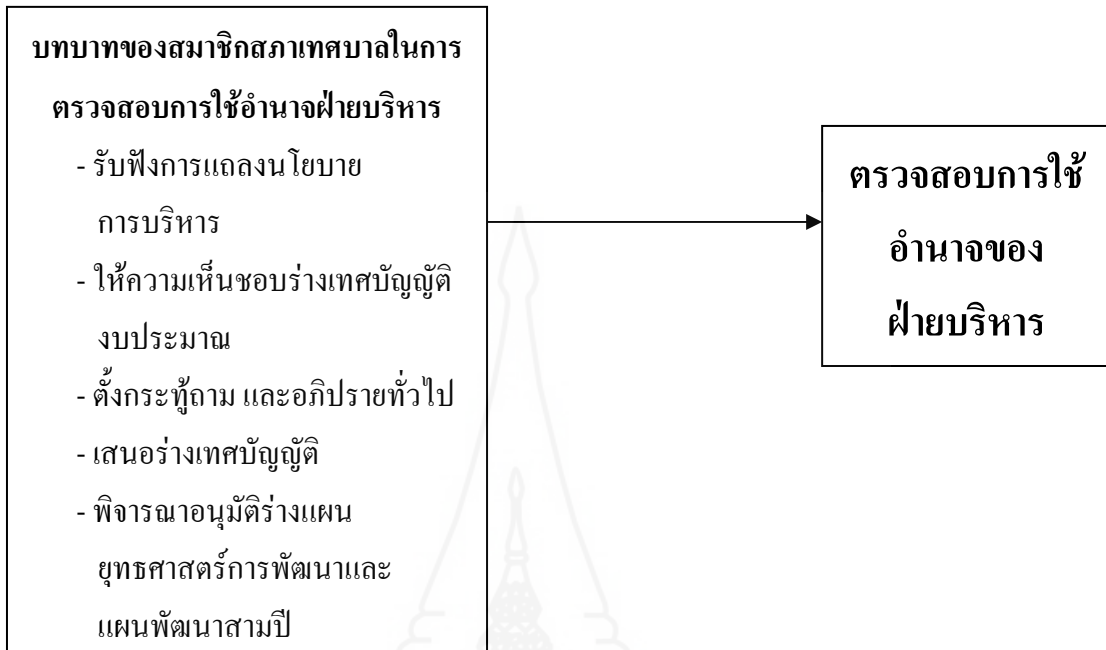 บทบาทของสมาชิกสภาเทศบาลในการ
ตรวจสอบการใช้อำนาจฝ่ายบริหาร
- รับฟังการแถลงนโยบาย
การบริหาร
- ให้ความเห็นชอบร่างเทศบัญญัติ
งบประมาณ
- ตั้งกระทู้ถาม และอภิปรายทั่วไป
- เสนอร่างเทศบัญญัติ
- พิจารณาอนุมัติร่างแผน
ยุทธศาสตร์การพัฒนาและ
แผนพัฒนาสามปี
ตรวจสอบการใช้
อำนาจของ
ฝ่ายบริหาร